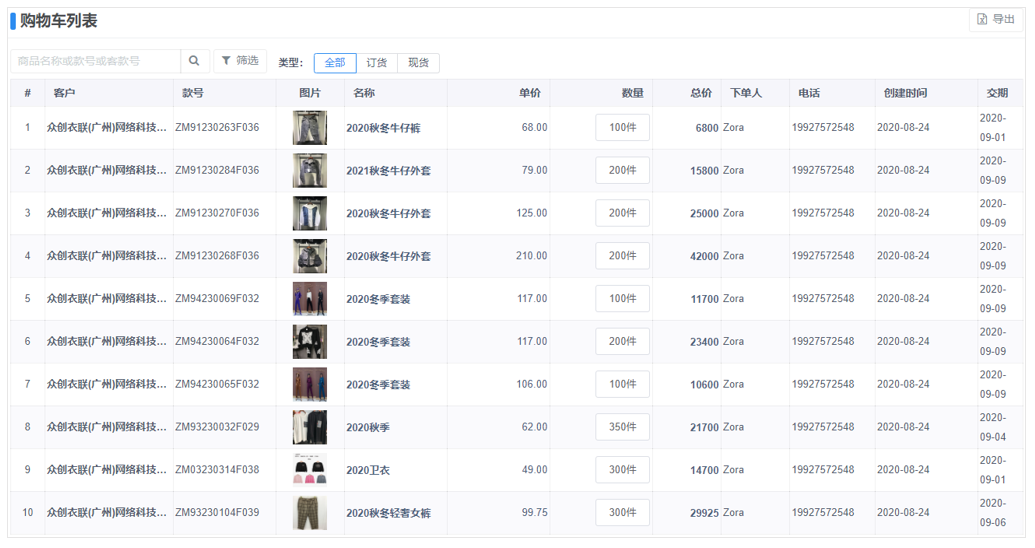 购物车列表 导出
商品名称或款号或客款号 筛选 类型： 全部 订货 现货
# 客户 款号 图片 名称 单价 数量 总价 下单人 电话 创建时间 交期
1 众创衣联(广州)网络科技... ZM91230263F036 2020秋冬牛仔裤 68.00 100件 6800 Zora 19927572548 2020-08-24 2020-09-01
2 众创衣联(广州)网络科技... ZM91230284F036 2021秋冬牛仔外套 79.00 200件 15800 Zora 19927572548 2020-08-24 2020-09-09
3 众创衣联(广州)网络科技... ZM91230270F036 2020秋冬牛仔外套 125.00 200件 25000 Zora 19927572548 2020-08-24 2020-09-09
4 众创衣联(广州)网络科技... ZM91230268F036 2020秋冬牛仔外套 210.00 200件 42000 Zora 19927572548 2020-08-24 2020-09-09
5 众创衣联(广州)网络科技... ZM94230069F032 2020冬季套装 117.00 100件 11700 Zora 19927572548 2020-08-24 2020-09-09
6 众创衣联(广州)网络科技... ZM94230064F032 2020冬季套装 117.00 200件 23400 Zora 19927572548 2020-08-24 2020-09-09
7 众创衣联(广州)网络科技... ZM94230065F032 2020冬季套装 106.00 100件 10600 Zora 19927572548 2020-08-24 2020-09-09
8 众创衣联(广州)网络科技... ZM93230032F029 2020秋季 62.00 350件 21700 Zora 19927572548 2020-08-24 2020-09-04
9 众创衣联(广州)网络科技... ZM03230314F038 2020卫衣 49.00 300件 14700 Zora 19927572548 2020-08-24 2020-09-01
10 众创衣联(广州)网络科技... ZM93230104F039 2020秋冬轻奢女裤 99.75 300件 29925 Zora 19927572548 2020-08-24 2020-09-06